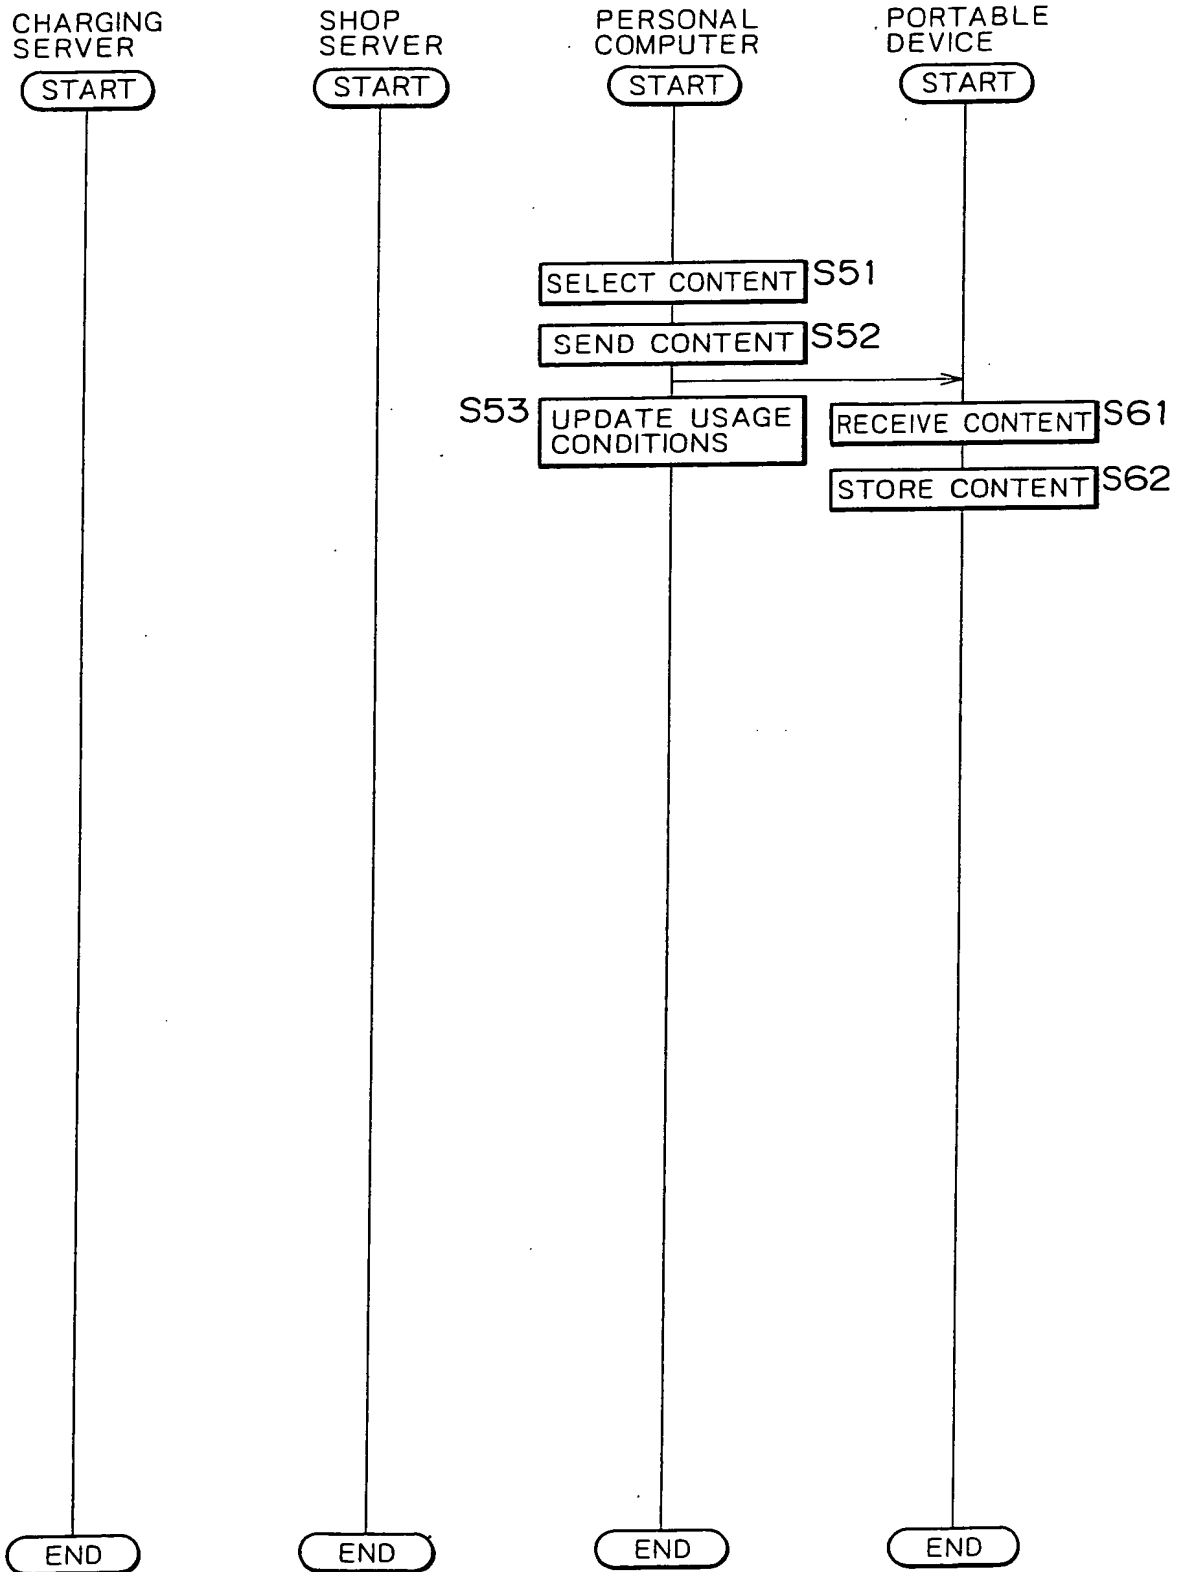 CHARGING
SERVER
SHOP
SERVER
PERSONAL
COMPUTER
PORTABLE
DEVICE
START
START
START
START
SELECT CONTENT
S51
SEND CONTENT
S52
S53
UPDATE USAGE
CONDITIONS
RECEIVE CONTENT
S61
STORE CONTENT
S62
END
END
END
END